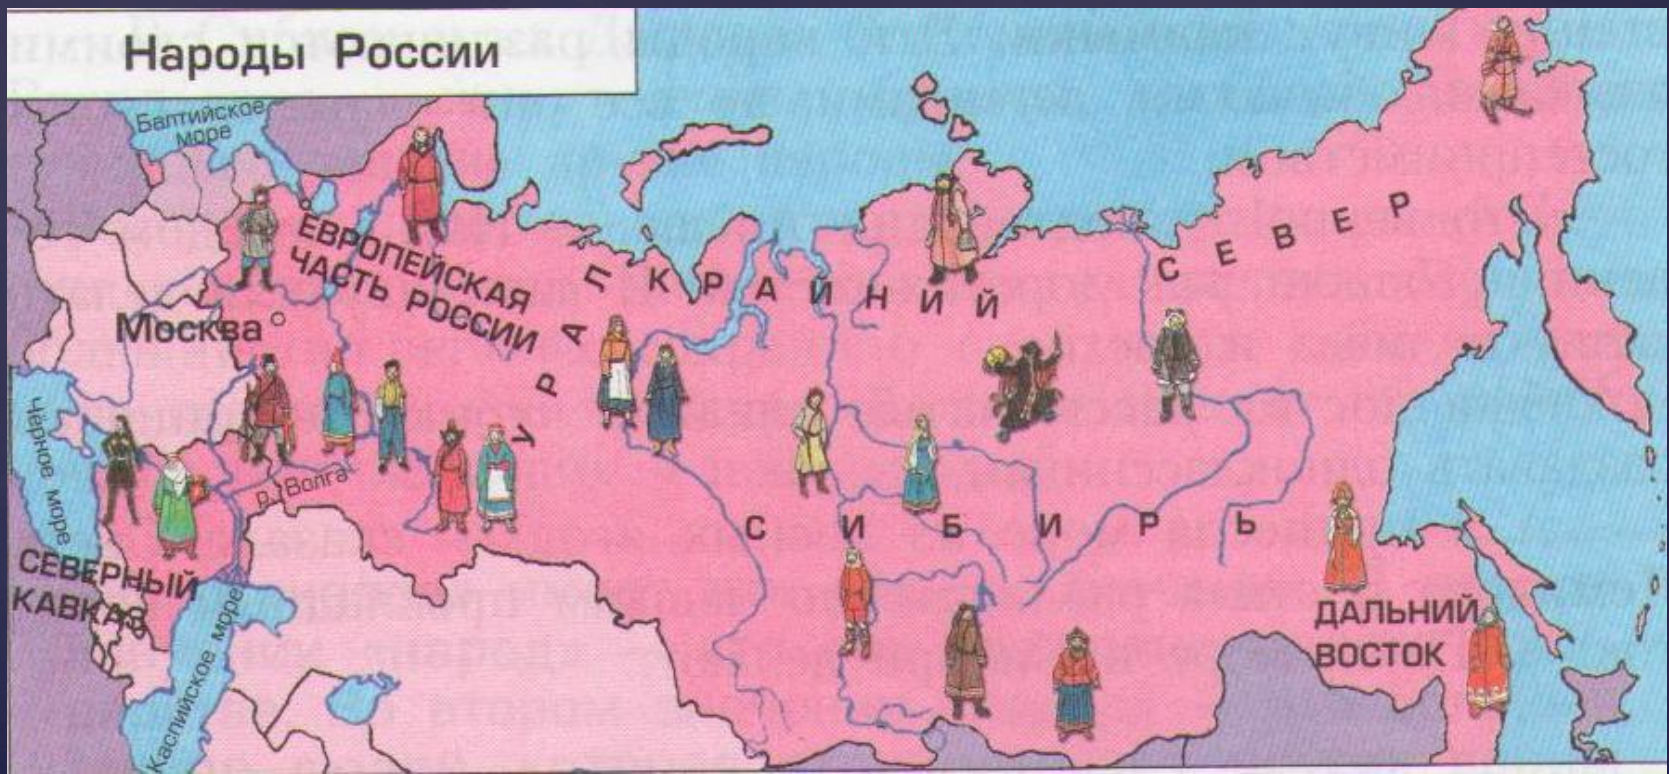 Народы России
Балтийское
море
ЕВРОПЕЙСКАЯ
ЧАСТЬ РОССИИ
Москва
УРАЛ
КРАЙНИЙ СЕВЕР
Чёрное море
р. Волга
СИБИРЬ
СЕВЕРНЫЙ
КАВКАЗ
Каспийское море
ДАЛЬНИЙ
ВОСТОК